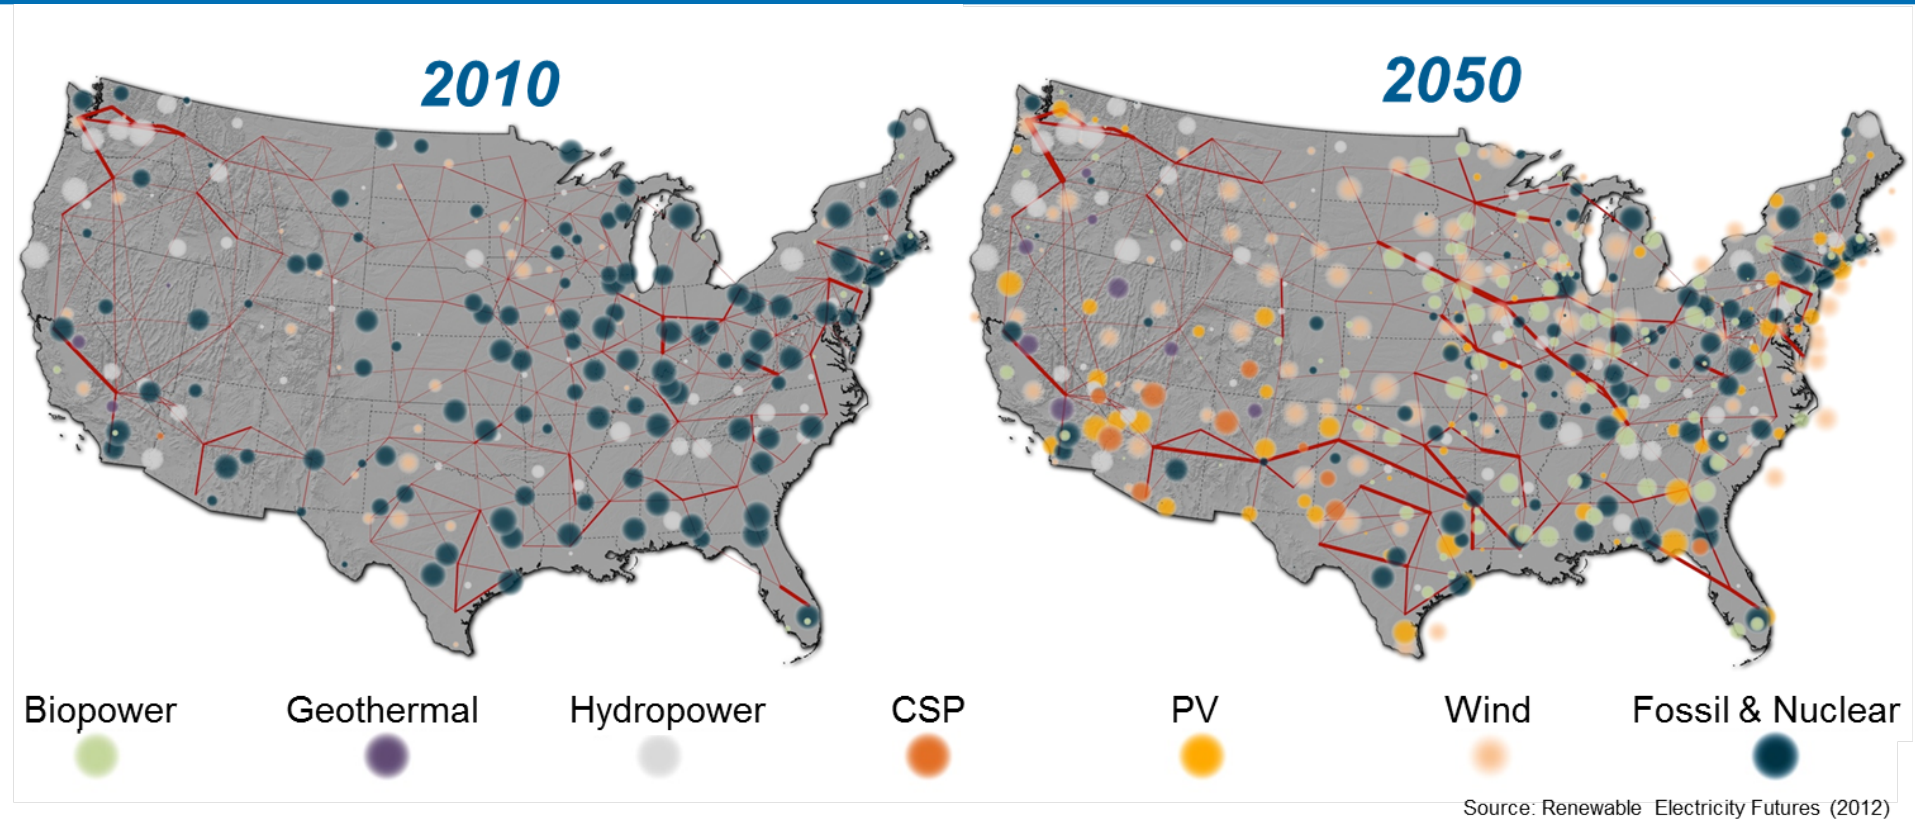 2010
2050
Biopower
Geothermal
Hydropower
CSP
PV
Wind
Fossil & Nuclear
Source: Renewable Electricity Futures (2012)